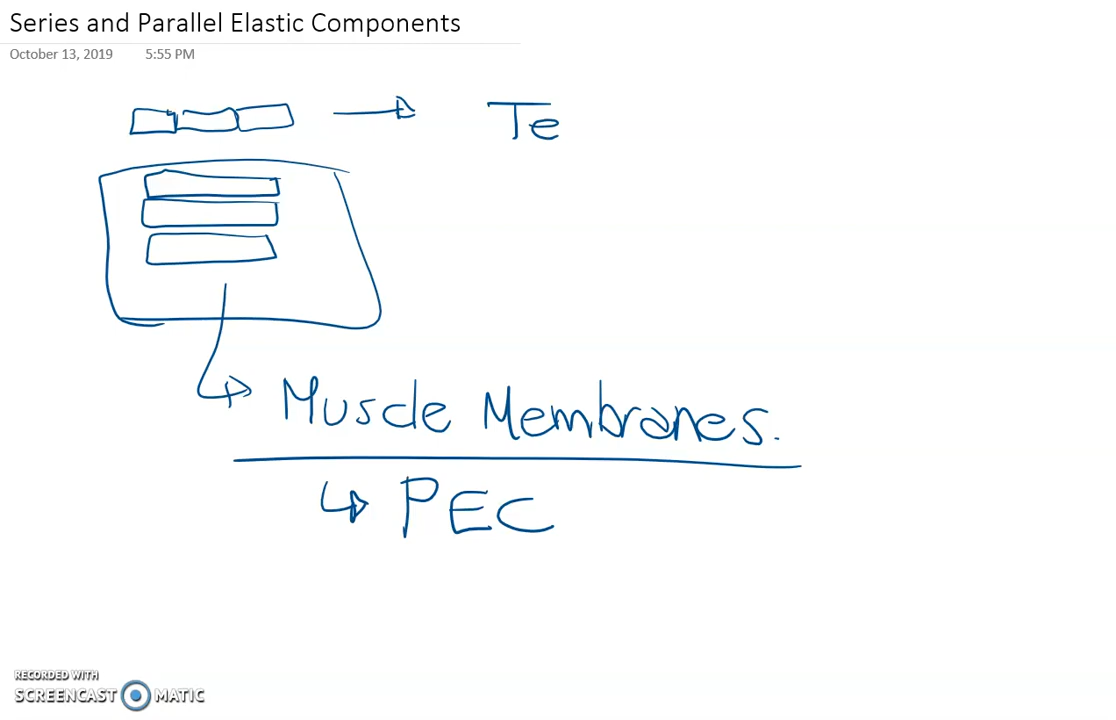 Series and Parallel Elastic Components
October 13, 2019 5:55 PM
Te
Muscle Membranes.
PEC
RECORDED WITH
SCREENCAST MATIC